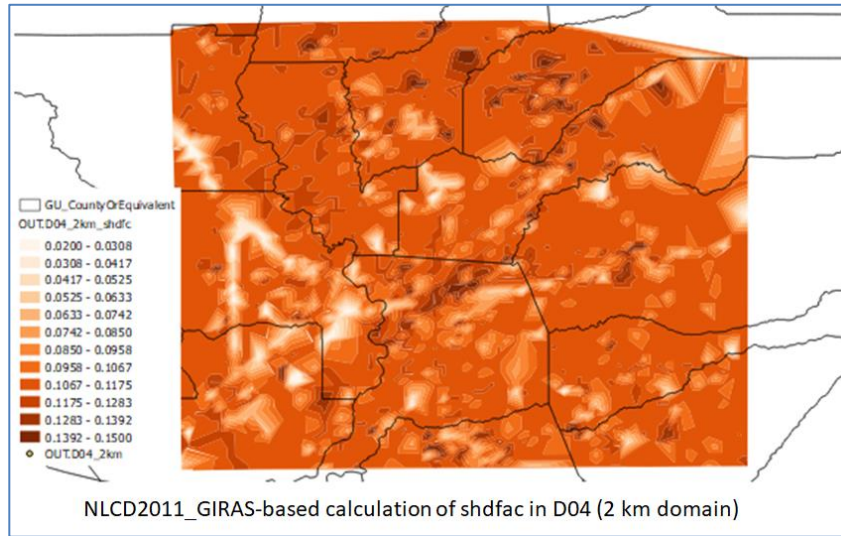 GU_CountyOrEquivalent
OUT.D04_2km_shdfc
0.0200 - 0.0308
0.0308 - 0.0417
0.0417 - 0.0525
0.0525 - 0.0633
0.0633 - 0.0742
0.0742 - 0.0850
0.0850 - 0.0958
0.0958 - 0.1067
0.1067 - 0.1175
0.1175 - 0.1283
0.1283 - 0.1392
0.1392 - 0.1500
OUT.D04_2km
NLCD2011_GIRAS-based calculation of shdfac in D04 (2 km domain)